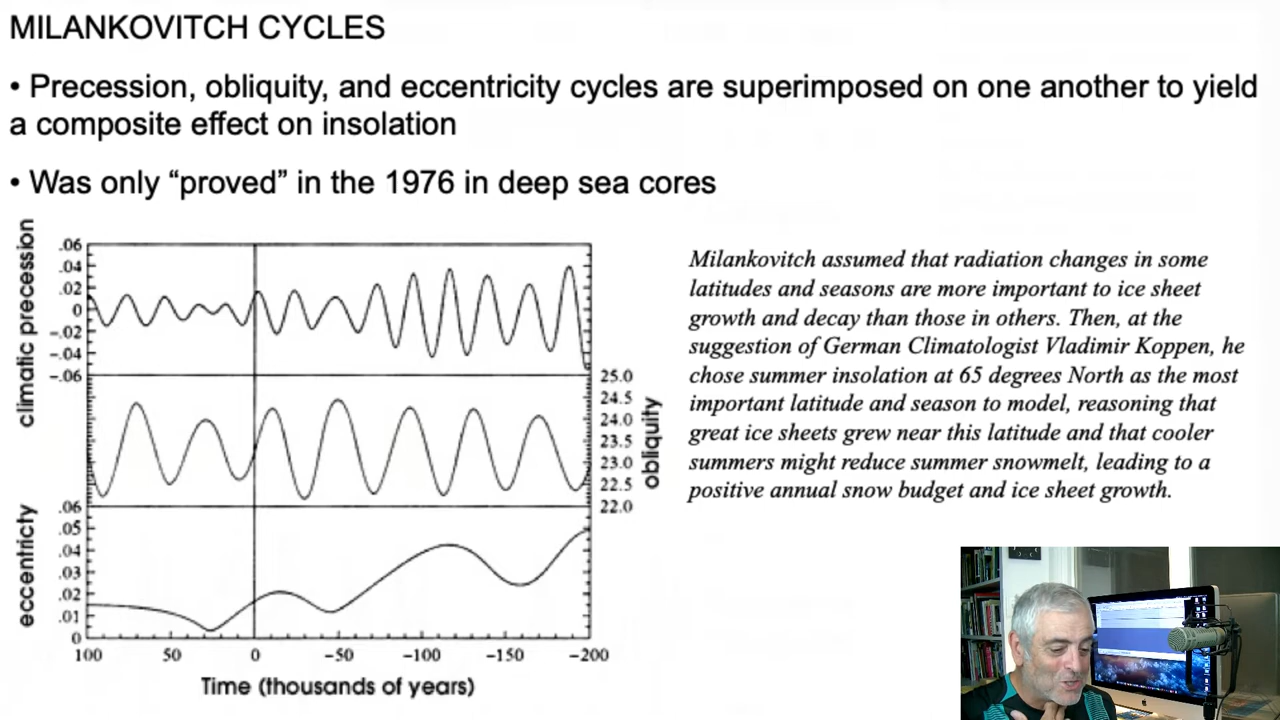 MILANKOVITCH CYCLES
• Precession, obliquity, and eccentricity cycles are superimposed on one another to yield
a composite effect on insolation
• Was only “proved” in the 1976 in deep sea cores
climatic precession
.06
.04
.02
0
-.02
-.04
-.06
25.0
24.5
24.0
23.5
23.0
22.5
22.0
obliquity
eccentricty
.06
.05
.04
.03
.02
.01
0
100 50 0 -50 -100 -150 -200
Time (thousands of years)
Milankovitch assumed that radiation changes in some
latitudes and seasons are more important to ice sheet
growth and decay than those in others. Then, at the
suggestion of German Climatologist Vladimir Koppen, he
chose summer insolation at 65 degrees North as the most
important latitude and season to model, reasoning that
great ice sheets grew near this latitude and that cooler
summers might reduce summer snowmelt, leading to a
positive annual snow budget and ice sheet growth.